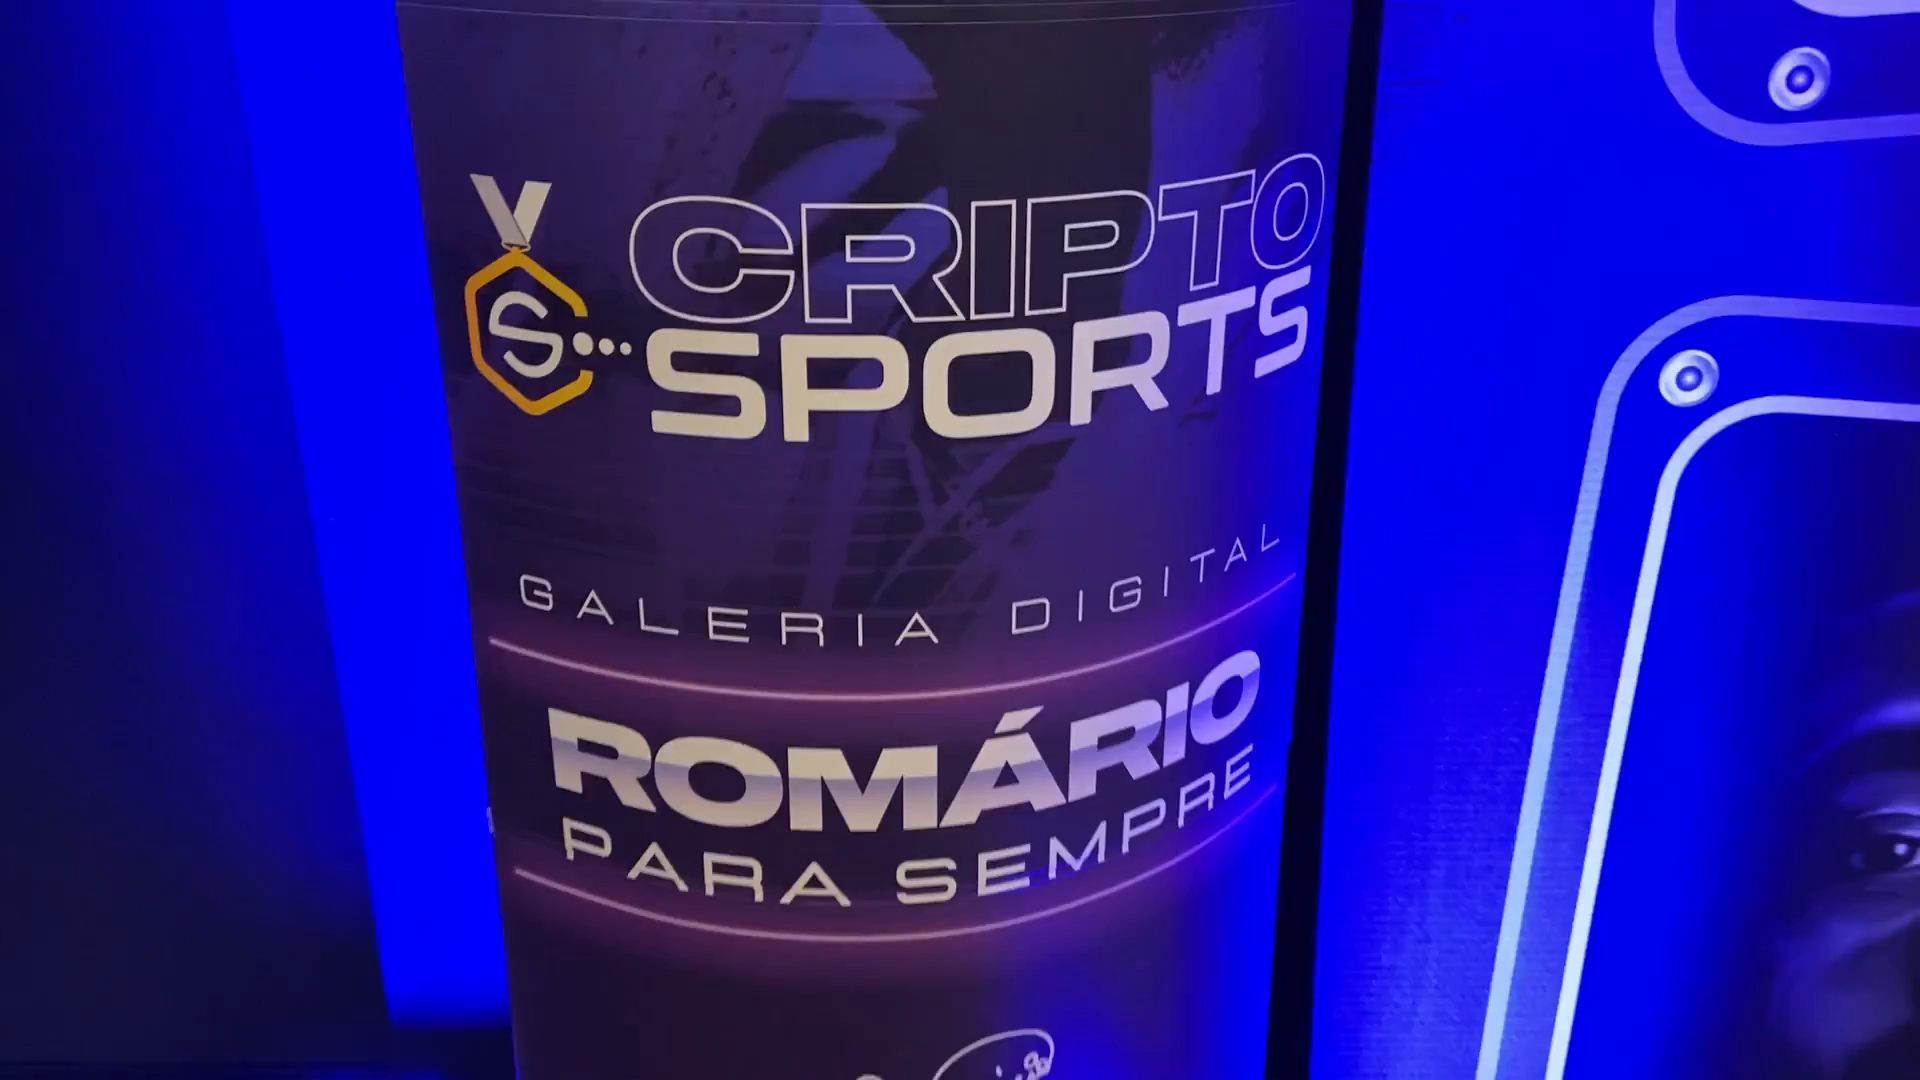 CRIPTO
SPORTS
GALERIA DIGITAL
ROMÁRIO
PARA SEMPRE